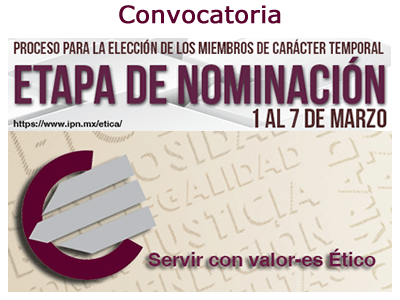 Convocatoria
PROCESO PARA LA ELECCIÓN DE LOS MIEMBROS DE CARÁCTER TEMPORAL
ETAPA DE NOMINACIÓN
https://www.ipn.mx/etica/
1 AL 7 DE MARZO
LEGALIDAD
Servir con valor-es Ético